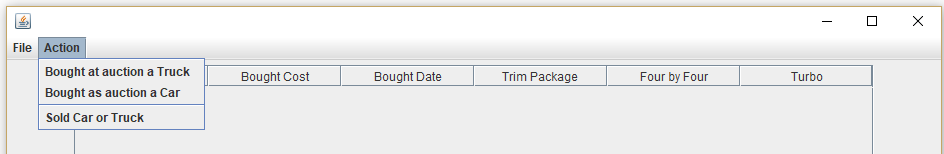 File Action
Bought at auction a Truck
Bought as auction a Car
Sold Car or Truck
Bought Cost Bought Date Trim Package Four by Four Turbo